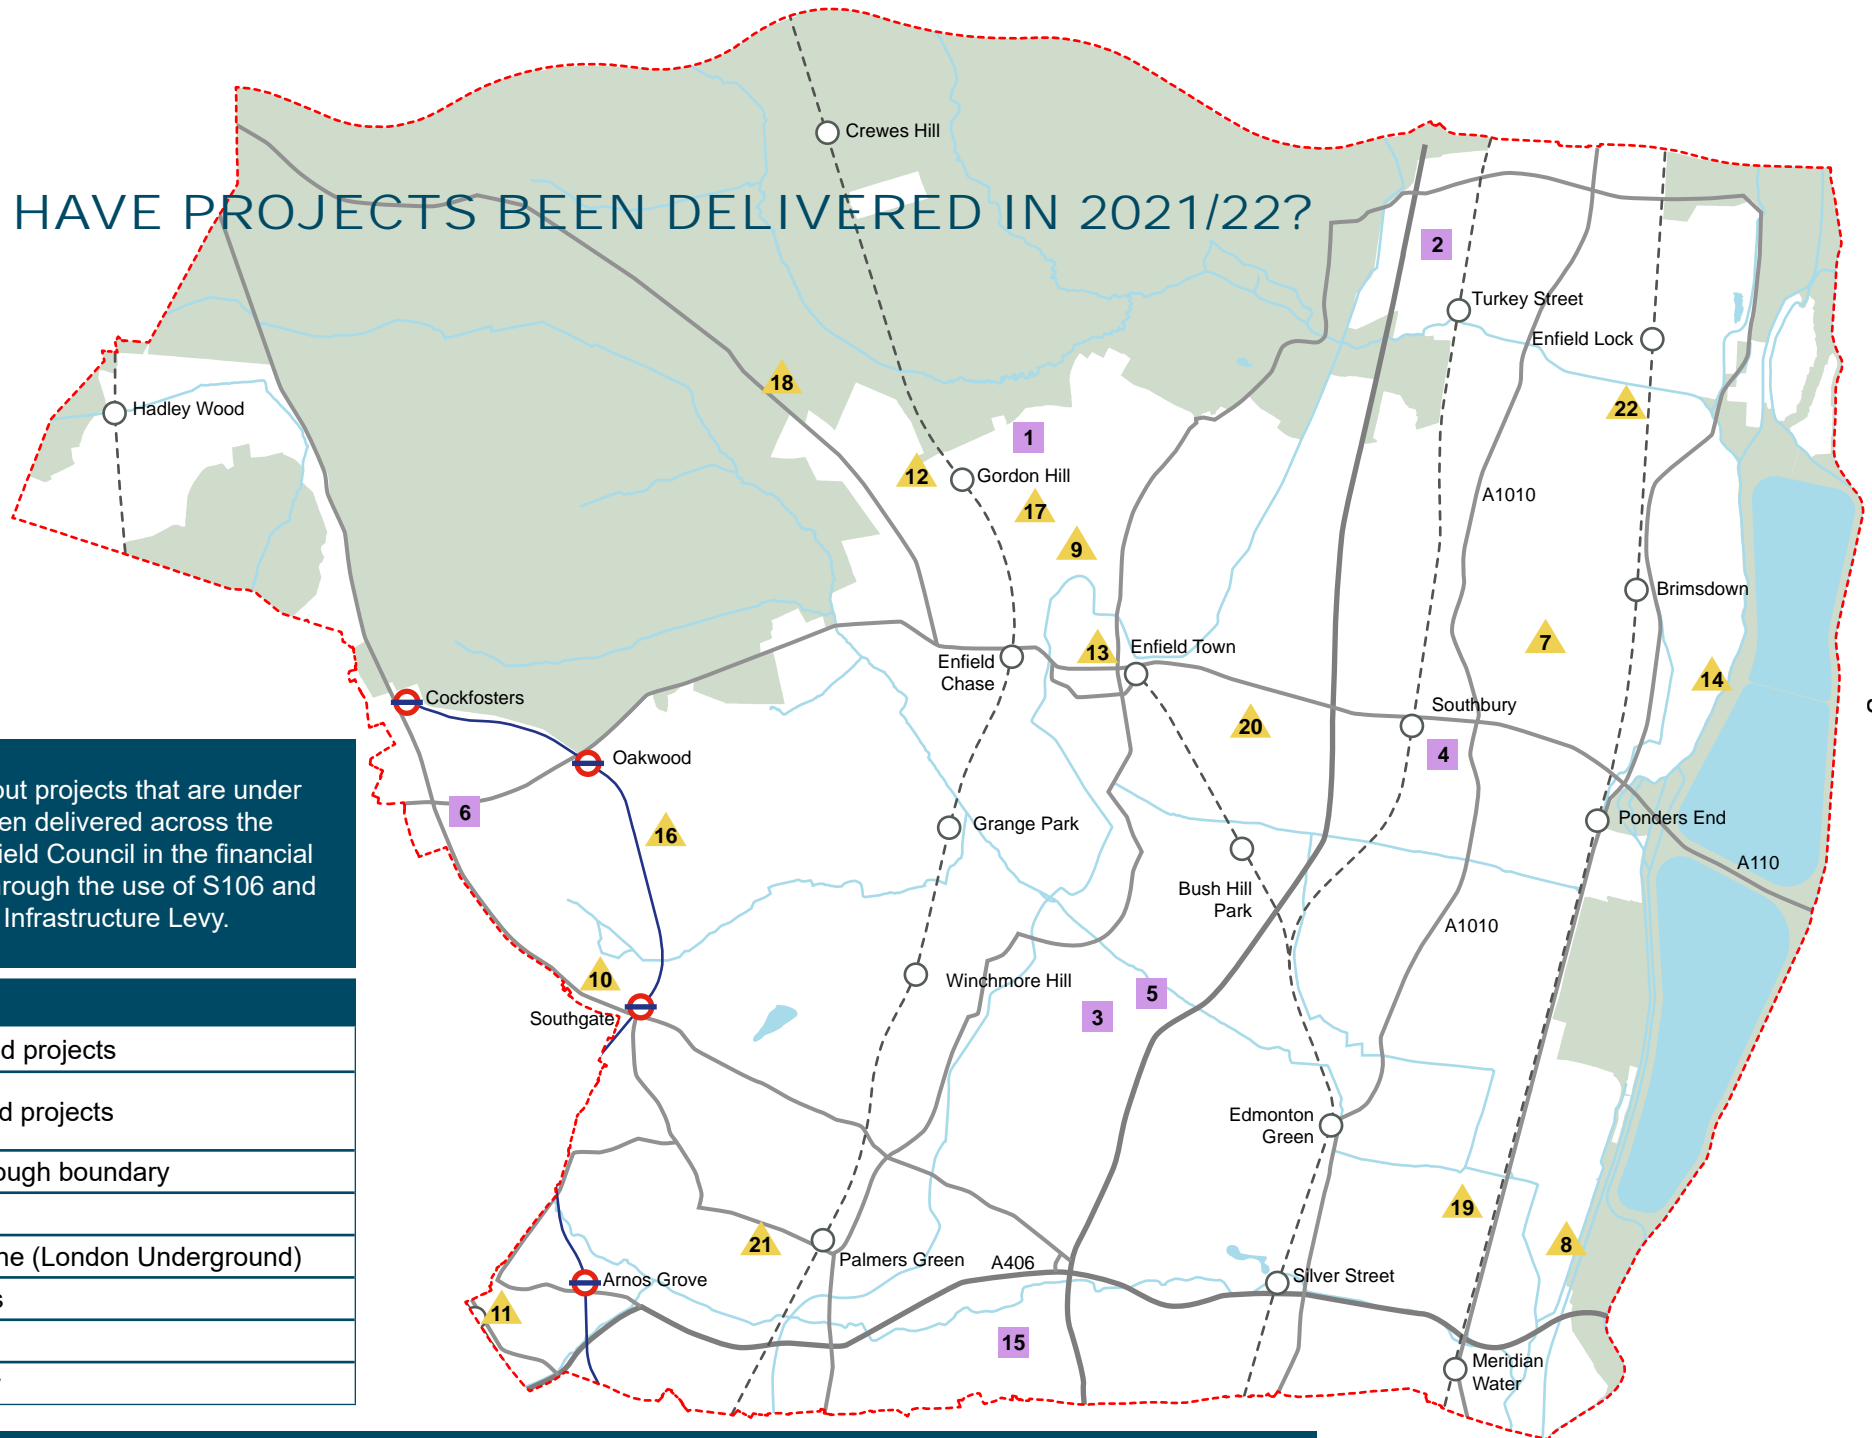 Crewes Hill
HAVE PROJECTS BEEN DELIVERED IN 2021/22?
2
Turkey Street
Enfield Lock
18
22
Hadley Wood
1
12
Gordon Hill
17
A1010
9
Brimsdown
7
13
Enfield Town
Enfield
Chase
14
Cockfosters
Southbury
20
4
Oakwood
6
16
Grange Park
Ponders End
A110
Bush Hill
Park
A1010
10
Winchmore Hill
5
3
Southgate
Edmonton
Green
19
21
8
Palmers Green
A406
Arnos Grove
Silver Street
11
15
Meridian
Water
out projects that are under
en delivered across the
ield Council in the financial
hrough the use of S106 and
Infrastructure Levy.
d projects
d projects
ough boundary
ne (London Underground)
s